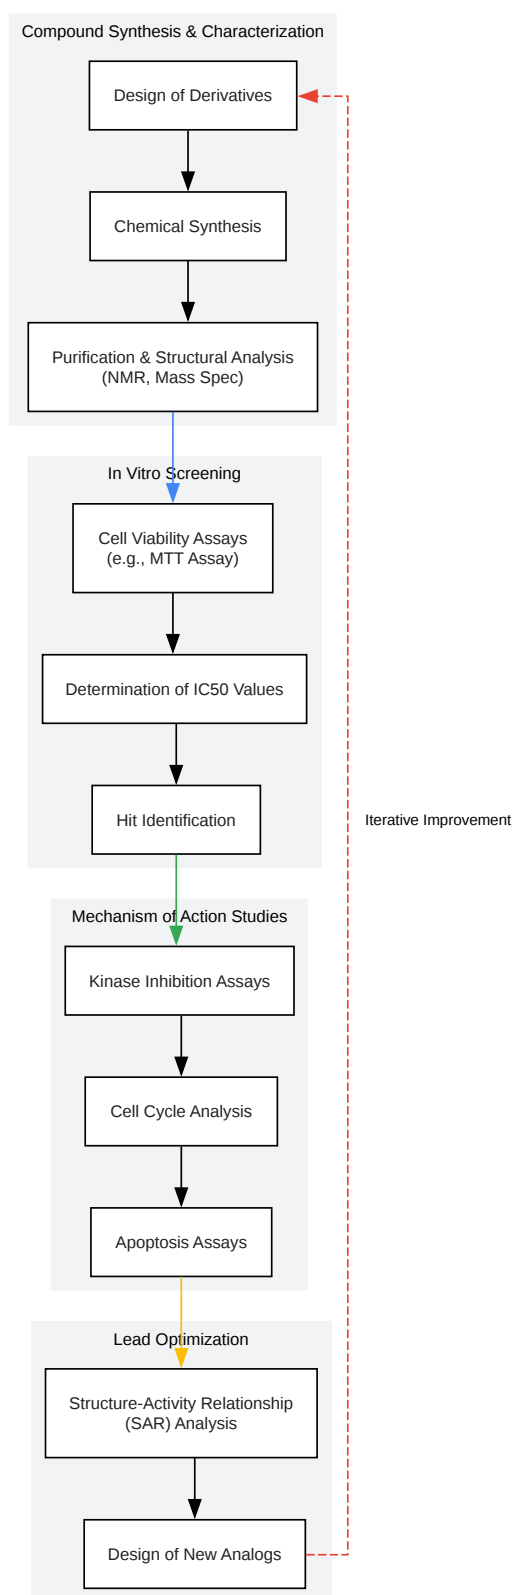 Compound Synthesis & Characterization
Design of Derivatives
Chemical Synthesis
Purification & Structural Analysis
(NMR, Mass Spec)
In Vitro Screening
Cell Viability Assays
(e.g., MTT Assay)
Determination of IC50 Values
Hit Identification
Iterative Improvement
Mechanism of Action Studies
Kinase Inhibition Assays
Cell Cycle Analysis
Apoptosis Assays
Lead Optimization
Structure-Activity Relationship
(SAR) Analysis
Design of New Analogs